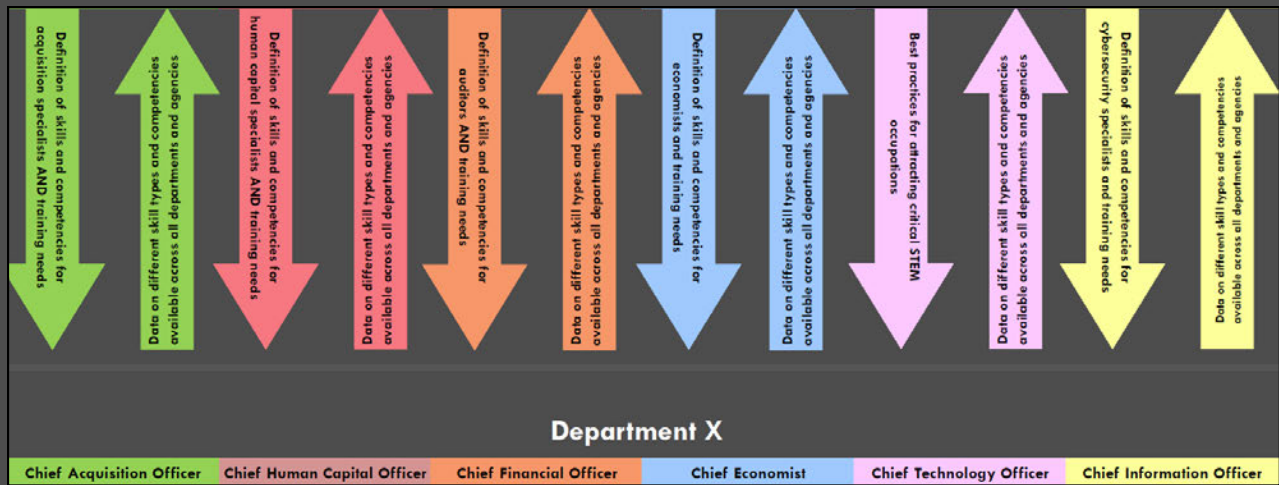 Definition of skills and competencies for
acquisition specialists AND training needs
Data on different skill types and competencies
available across all departments and agencies
Definition of skills and competencies for
human capital specialists AND training needs
Data on different skill types and competencies
available across all departments and agencies
Definition of skills and competencies for
auditors AND training needs
Data on different skill types and competencies
available across all departments and agencies
Definition of skills and competencies for
economists and training needs
Data on different skill types and competencies
available across all departments and agencies
Best practices for attracting critical STEM
occupations
Data on different skill types and competencies
available across all departments and agencies
Definition of skills and competencies for
cybersecurity specialists and training needs
Data on different skill types and competencies
available across all departments and agencies
Department X
Chief Acquisition Officer
Chief Human Capital Officer
Chief Financial Officer
Chief Economist
Chief Technology Officer
Chief Information Officer